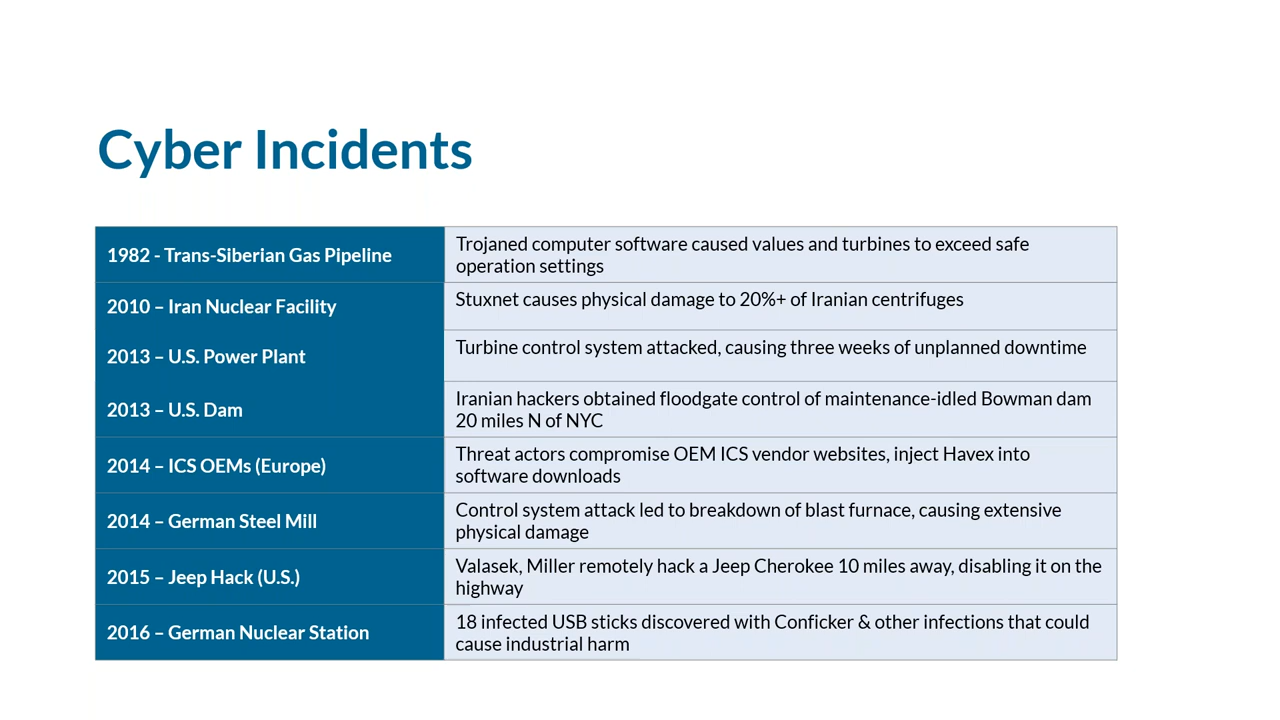 Cyber Incidents
1982 - Trans-Siberian Gas Pipeline
Trojaned computer software caused values and turbines to exceed safe
operation settings
2010 – Iran Nuclear Facility
Stuxnet causes physical damage to 20%+ of Iranian centrifuges
2013 – U.S. Power Plant
Turbine control system attacked, causing three weeks of unplanned downtime
2013 – U.S. Dam
Iranian hackers obtained floodgate control of maintenance-idled Bowman dam
20 miles N of NYC
2014 – ICS OEMs (Europe)
Threat actors compromise OEM ICS vendor websites, inject Havex into
software downloads
2014 – German Steel Mill
Control system attack led to breakdown of blast furnace, causing extensive
physical damage
2015 – Jeep Hack (U.S.)
Valasek, Miller remotely hack a Jeep Cherokee 10 miles away, disabling it on the
highway
2016 – German Nuclear Station
18 infected USB sticks discovered with Conficker & other infections that could
cause industrial harm